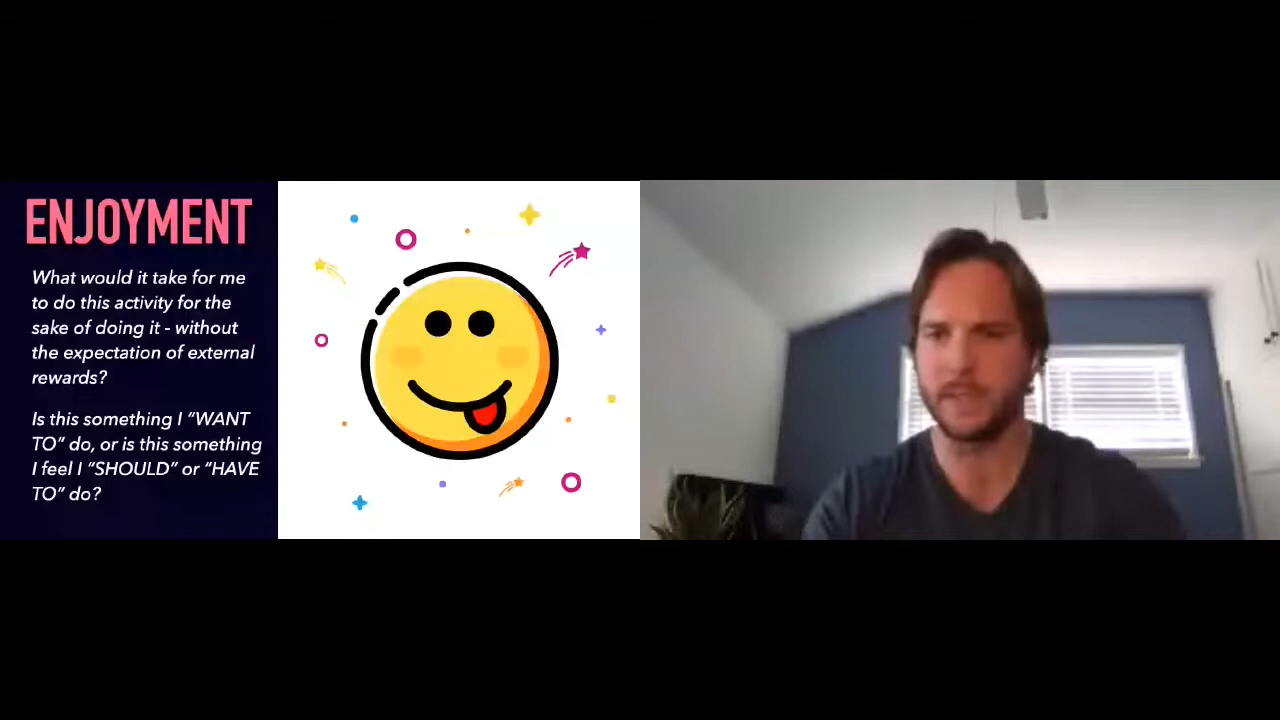 ENJOYMENT
What would it take for me
to do this activity for the
sake of doing it - without
the expectation of external
rewards?
Is this something I “WANT
TO” do, or is this something
I feel I “SHOULD” or “HAVE
TO” do?